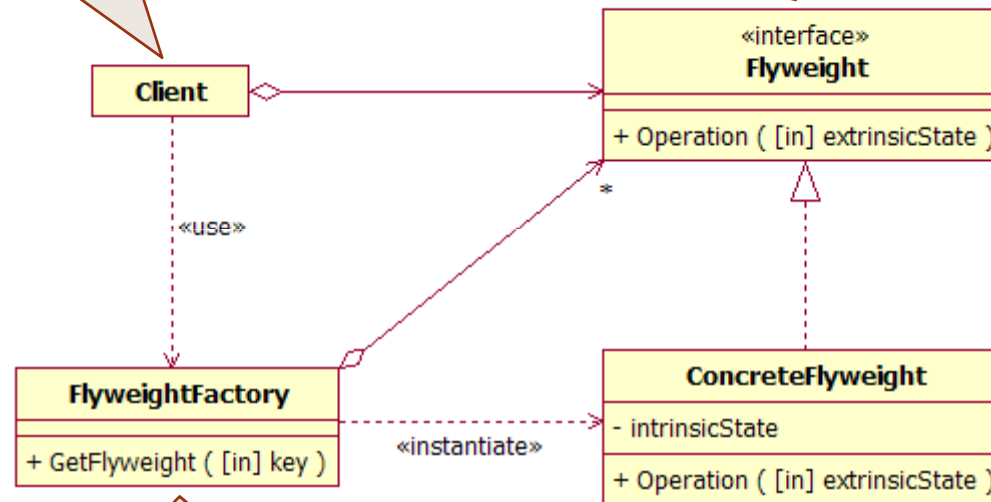 «interface»
Flyweight
Client
+ Operation ( [in] extrinsicState )
*
«use»
ConcreteFlyweight
FlyweightFactory
- intrinsicState
«instantiate»
+ GetFlyweight ( [in] key )
+ Operation ( [in] extrinsicState )